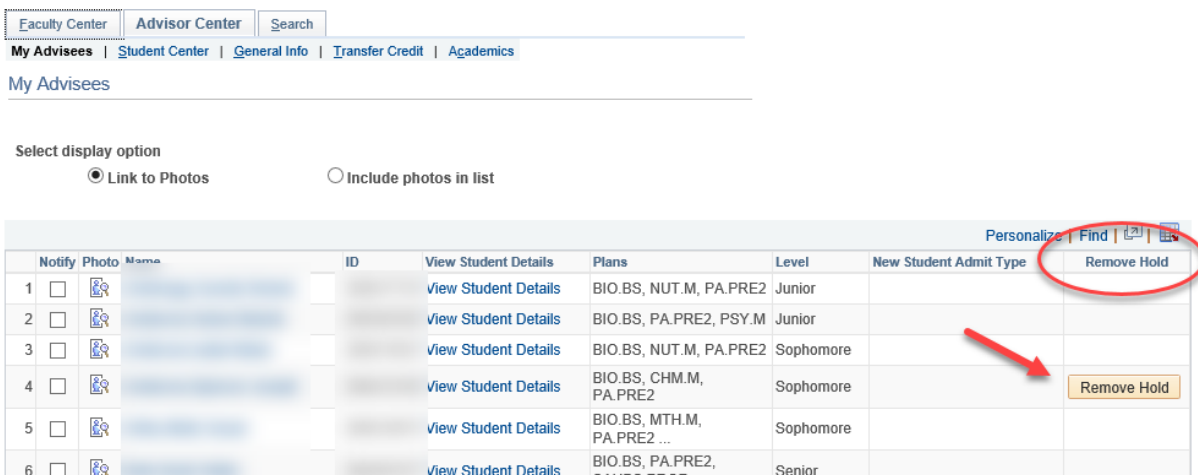 Faculty Center Advisor Center Search
My Advisees | Student Center | General Info | Transfer Credit | Academics
My Advisees
Select display option
Link to Photos Include photos in list
Personalize | Find | |
Notify Photo Name ID View Student Details Plans Level New Student Admit Type Remove Hold
1 View Student Details BIO.BS, NUT.M, PA.PRE2 Junior
2 View Student Details BIO.BS, PA.PRE2, PSY.M Junior
3 View Student Details BIO.BS, NUT.M, PA.PRE2 Sophomore
4 View Student Details BIO.BS, CHM.M, Sophomore Remove Hold
PA.PRE2
5 View Student Details BIO.BS, MTH.M, Sophomore
PA.PRE2 ...
6 View Student Details BIO.BS, PA.PRE2, Senior